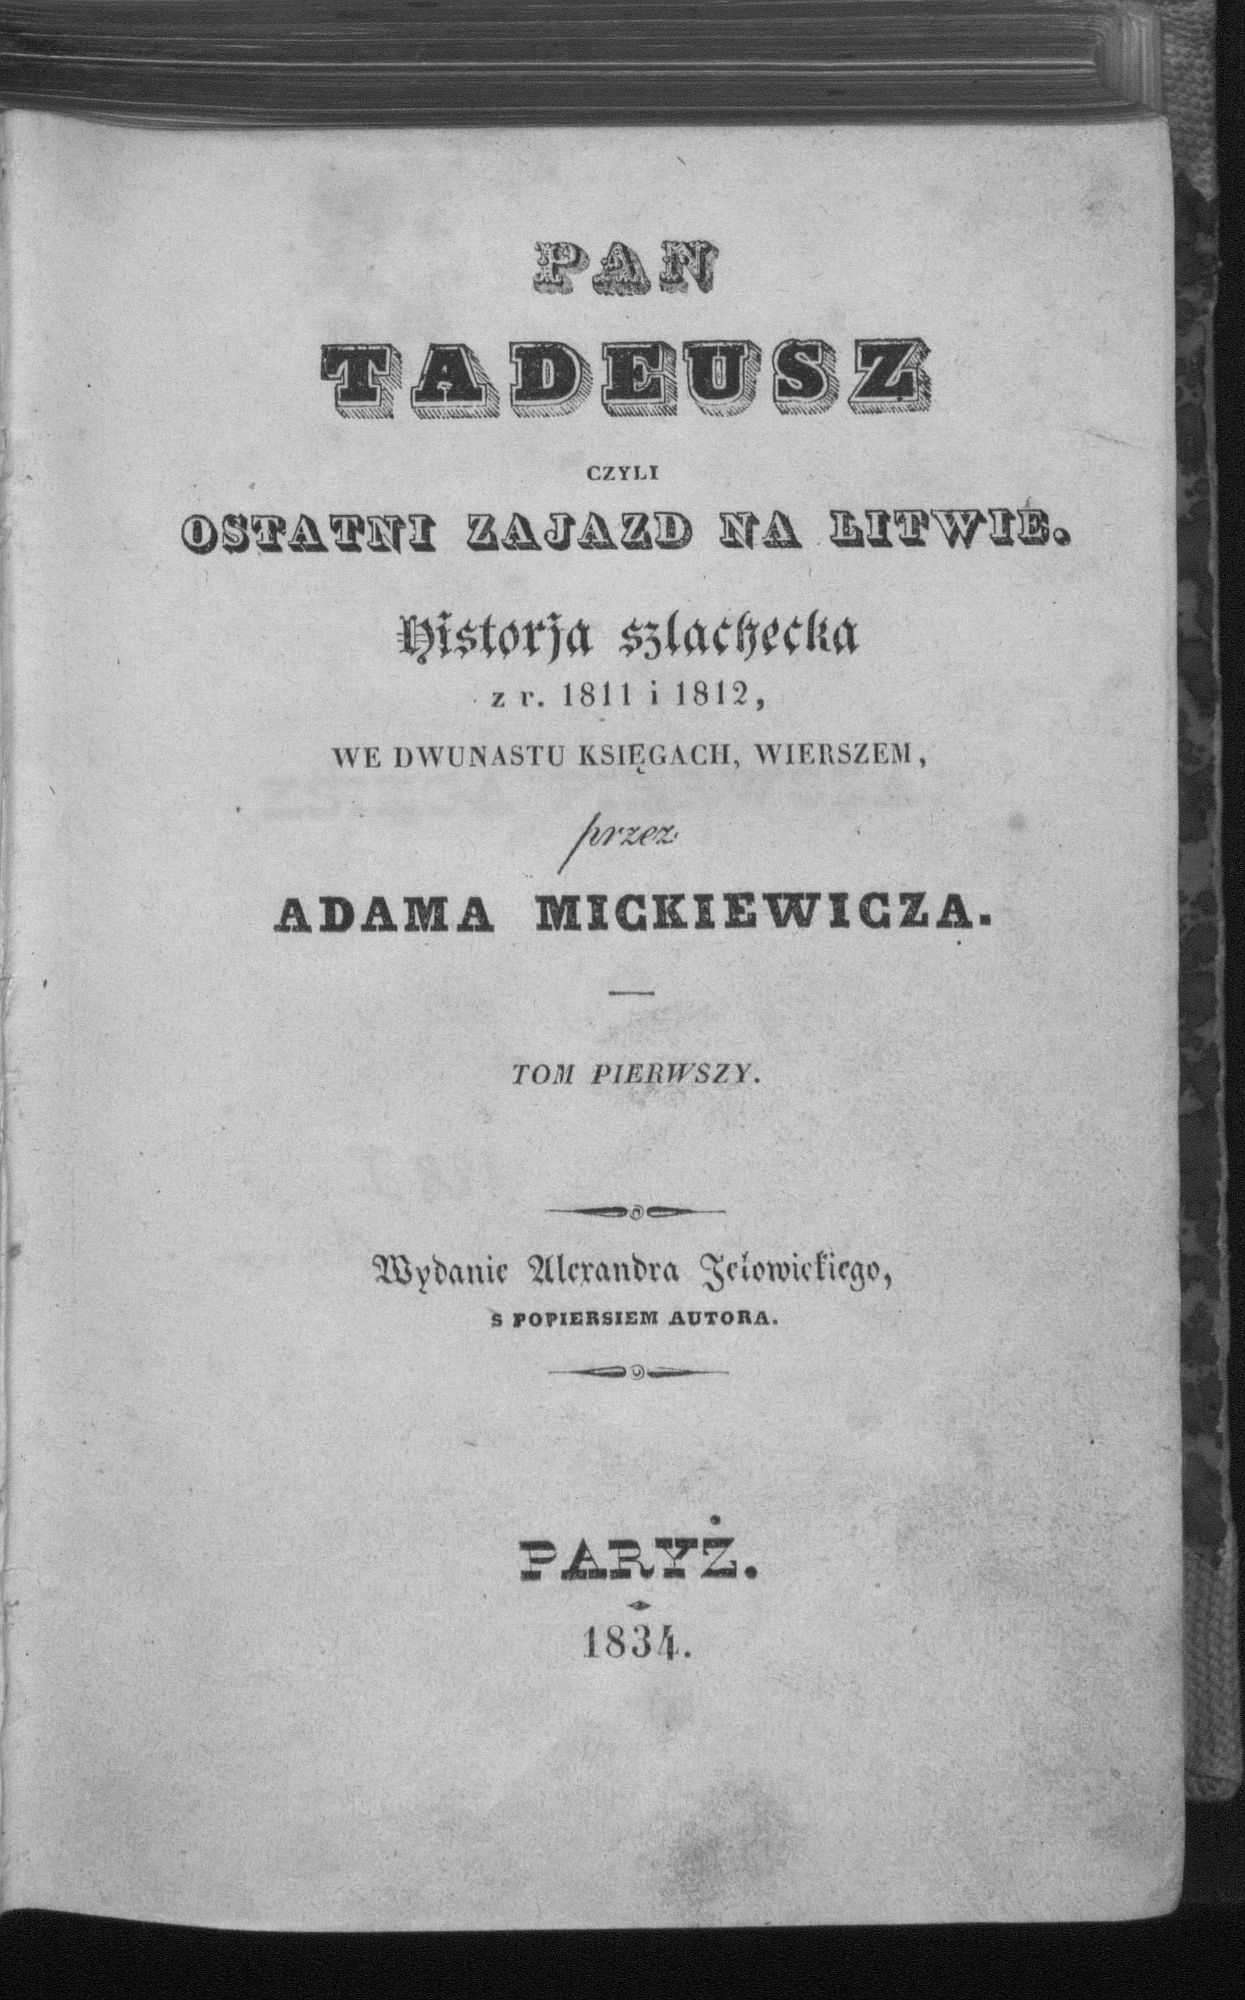 PAN
TADEUSZ
CZYLI
OSTATNI ZAJAZD NA LITWIE.
Historja szlachecka
z r. 1811 i 1812,
WE DWUNASTU KSIĘGACH, WIERSZEM,
przez
ADAMA MICKIEWICZA.
TOM PIERWSZY.
Wydanie Alexandra Jełowickiego,
S POPIERSIEM AUTORA.
PARYŻ.
1834.